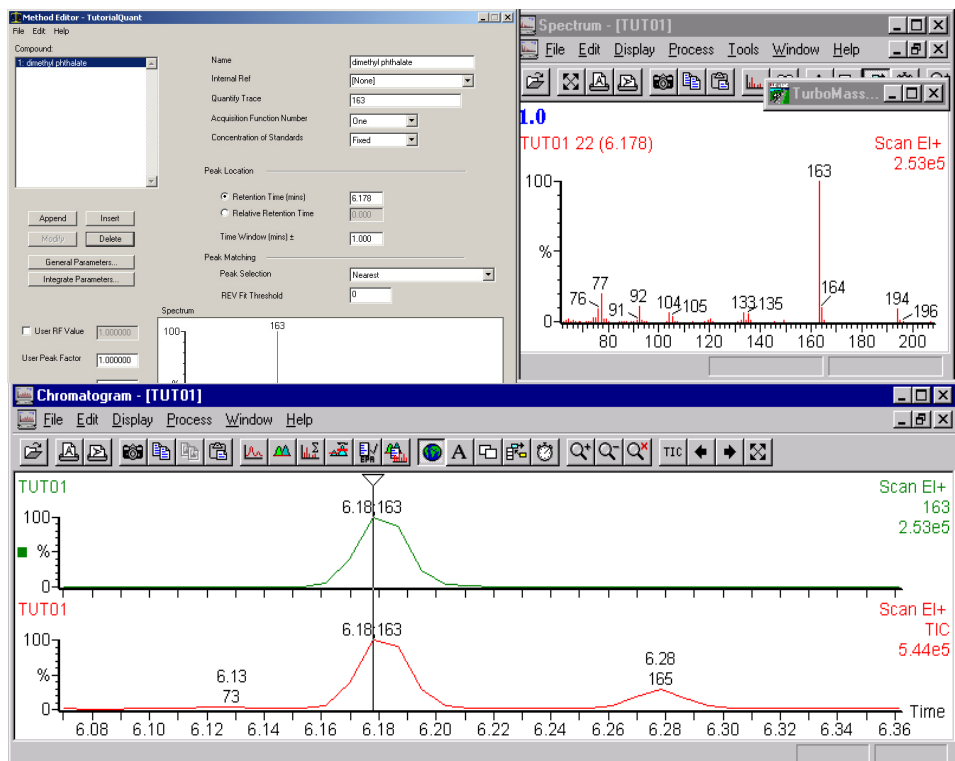 Method Editor - TutorialQuant
File Edit Help
Compound:
1: dimethyl phthalate
Name
dimethyl phthalate
Internal Ref
[None]
Quantify Trace
163
Acquisition Function Number
One
Concentration of Standards
Fixed
Peak Location
Retention Time (mins)
6.178
Relative Retention Time
0.000
Time Window (mins) ±
1.000
Peak Matching
Peak Selection
Nearest
REV Fit Threshold
0
Append Insert
Modify Delete
General Parameters...
Integrate Parameters...
User RF Value 1.000000
User Peak Factor 1.000000
Spectrum
100
163
%
Spectrum - [TUT01]
File Edit Display Process Tools Window Help
TurboMass...
1.0
TUT01 22 (6.178)
Scan EI+
2.53e5
163
100
%
0
76 77 91 92 104 105 133 135 164 194 196
80 100 120 140 160 180 200
Chromatogram - [TUT01]
File Edit Display Process Window Help
EPA A TIC
TUT01
Scan EI+
163
2.53e5
6.18;163
100
%
0
TUT01
Scan EI+
TIC
5.44e5
6.18;163
100
%
0
6.13
73
6.28
165
Time
6.08 6.10 6.12 6.14 6.16 6.18 6.20 6.22 6.24 6.26 6.28 6.30 6.32 6.34 6.36